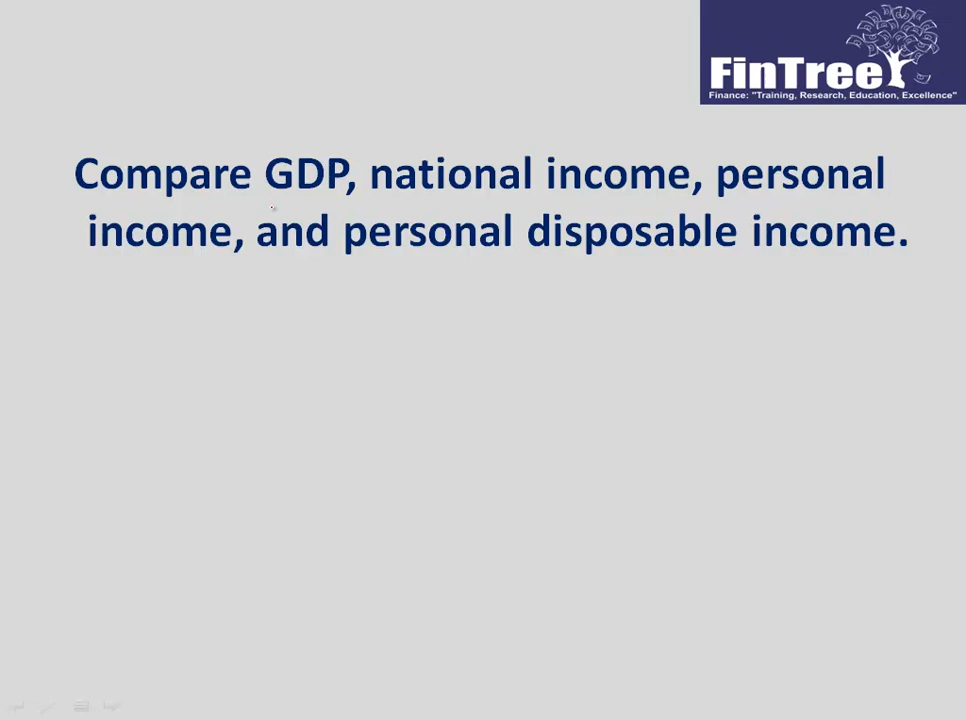 FinTree
Finance: "Training, Research, Education, Excellence"
Compare GDP, national income, personal
income, and personal disposable income.